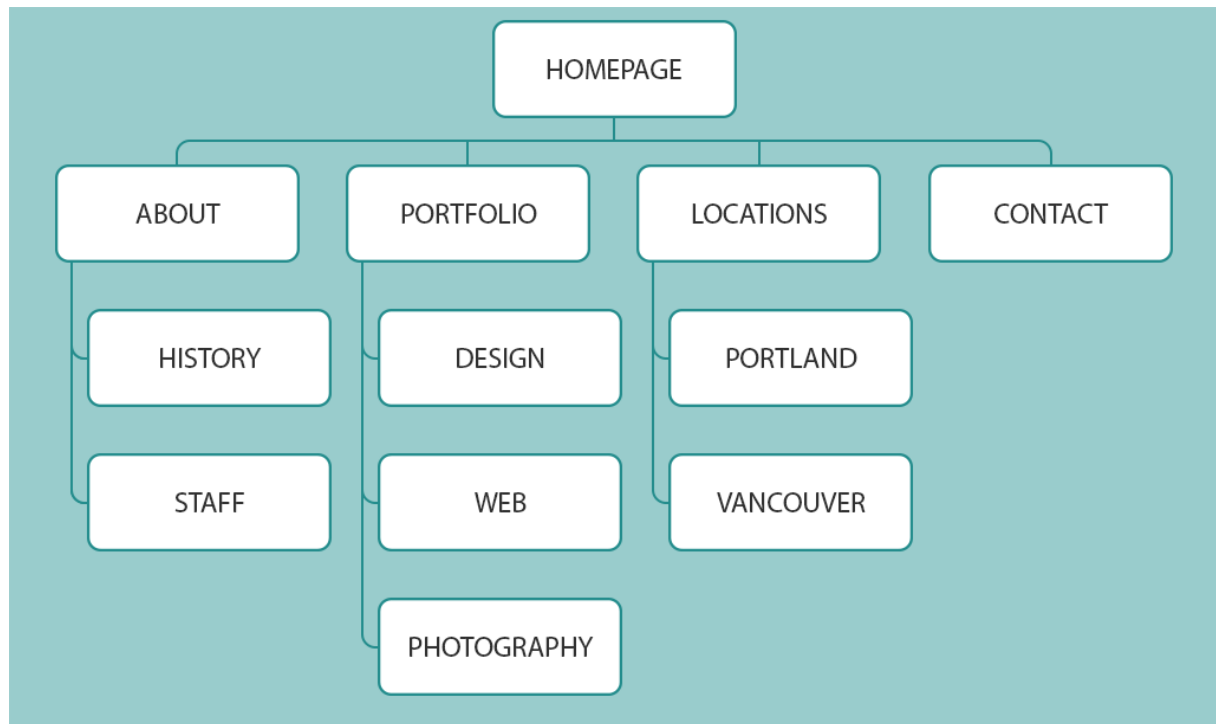 HOMEPAGE
ABOUT
PORTFOLIO
LOCATIONS
CONTACT
HISTORY
DESIGN
PORTLAND
STAFF
WEB
VANCOUVER
PHOTOGRAPHY